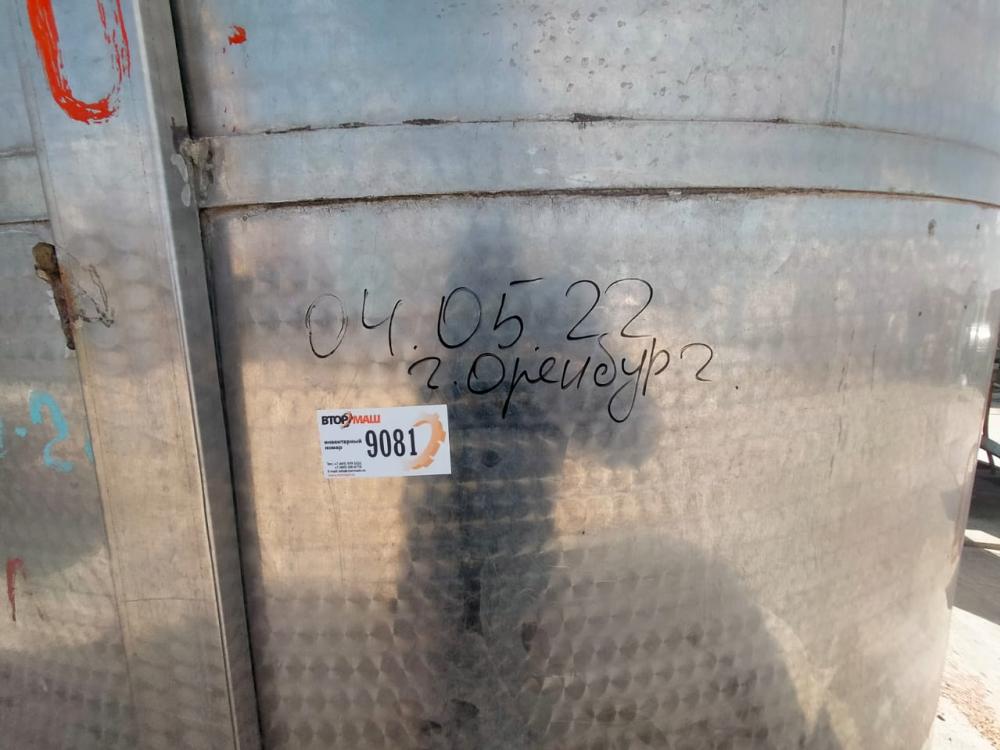 04.05.22
г. Оренбург.
ВТОРМАШ
инвентарный
номер
9081